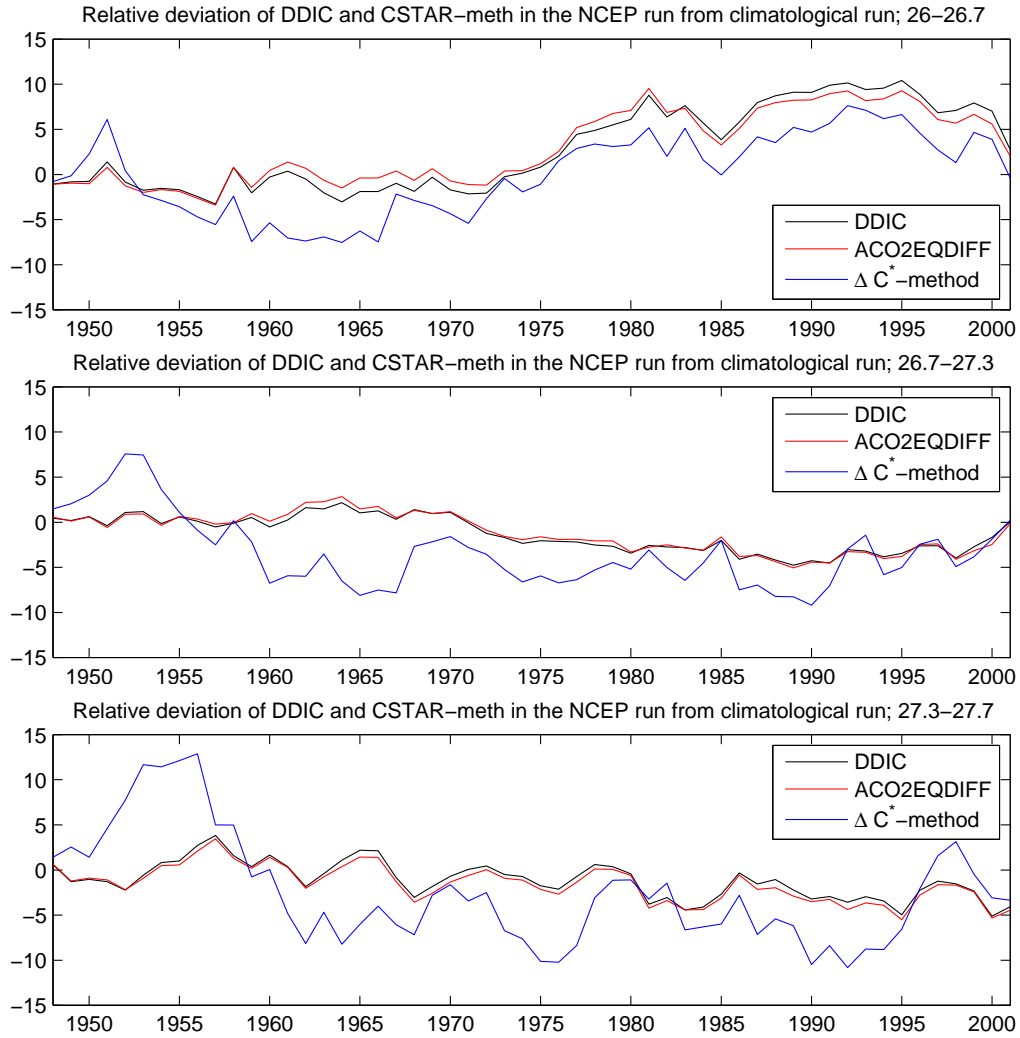 Relative deviation of DDIC and CSTAR−meth in the NCEP run from climatological run; 26−26.7
15
10
5
0
−5
−10
−15
DDIC
ACO2EQDIFF
Δ C*−method
1950 1955 1960 1965 1970 1975 1980 1985 1990 1995 2000
Relative deviation of DDIC and CSTAR−meth in the NCEP run from climatological run; 26.7−27.3
15
10
5
0
−5
−10
−15
DDIC
ACO2EQDIFF
Δ C*−method
1950 1955 1960 1965 1970 1975 1980 1985 1990 1995 2000
Relative deviation of DDIC and CSTAR−meth in the NCEP run from climatological run; 27.3−27.7
15
10
5
0
−5
−10
−15
DDIC
ACO2EQDIFF
Δ C*−method
1950 1955 1960 1965 1970 1975 1980 1985 1990 1995 2000